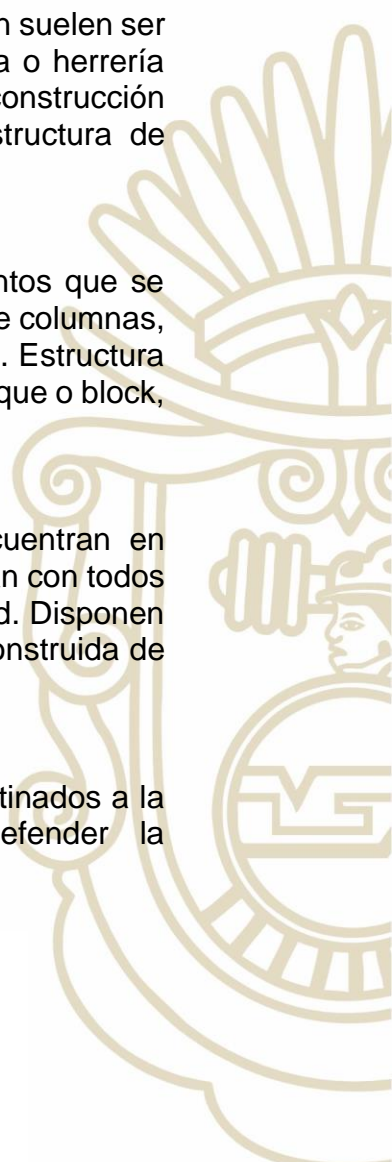 n suelen ser
a o herrería
construcción
structura de
ntos que se
e columnas,
. Estructura
que o block,
cuentran en
an con todos
d. Disponen
onstruida de
tinados a la
efender la